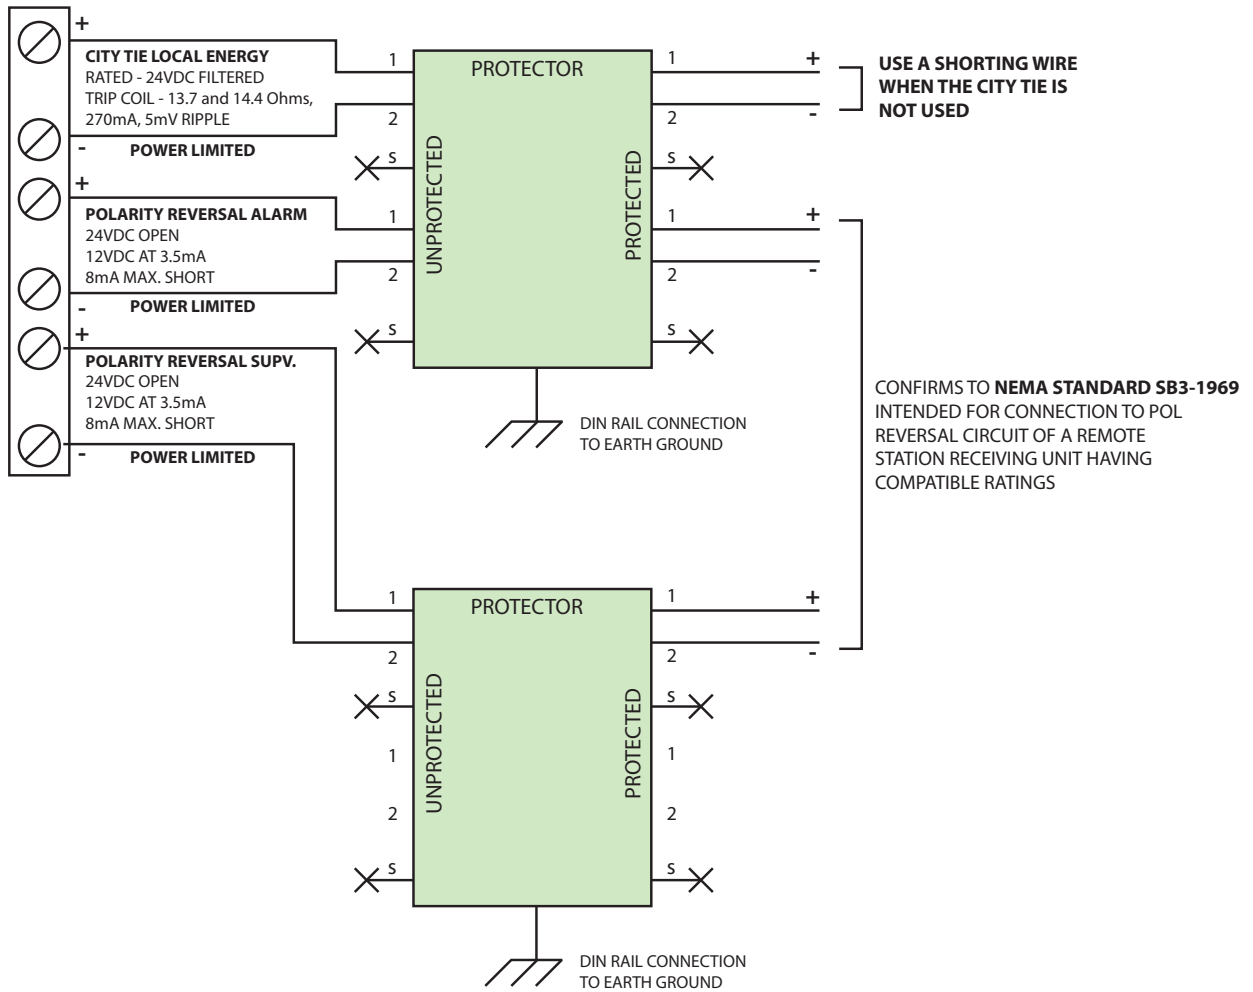 +
CITY TIE LOCAL ENERGY
RATED - 24VDC FILTERED
TRIP COIL - 13.7 and 14.4 Ohms,
270mA, 5mV RIPPLE
-
POWER LIMITED
+
POLARITY REVERSAL ALARM
24VDC OPEN
12VDC AT 3.5mA
8mA MAX. SHORT
-
POWER LIMITED
+
POLARITY REVERSAL SUPV.
24VDC OPEN
12VDC AT 3.5mA
8mA MAX. SHORT
-
POWER LIMITED
1
2
S
1
2
S
PROTECTOR
UNPROTECTED
PROTECTED
1
2
S
1
2
S
+
-
+
-
USE A SHORTING WIRE
WHEN THE CITY TIE IS
NOT USED
DIN RAIL CONNECTION
TO EARTH GROUND
CONFIRMS TO NEMA STANDARD SB3-1969
INTENDED FOR CONNECTION TO POL
REVERSAL CIRCUIT OF A REMOTE
STATION RECEIVING UNIT HAVING
COMPATIBLE RATINGS
1
2
S
1
2
S
PROTECTOR
UNPROTECTED
PROTECTED
1
2
S
1
2
S
+
-
DIN RAIL CONNECTION
TO EARTH GROUND